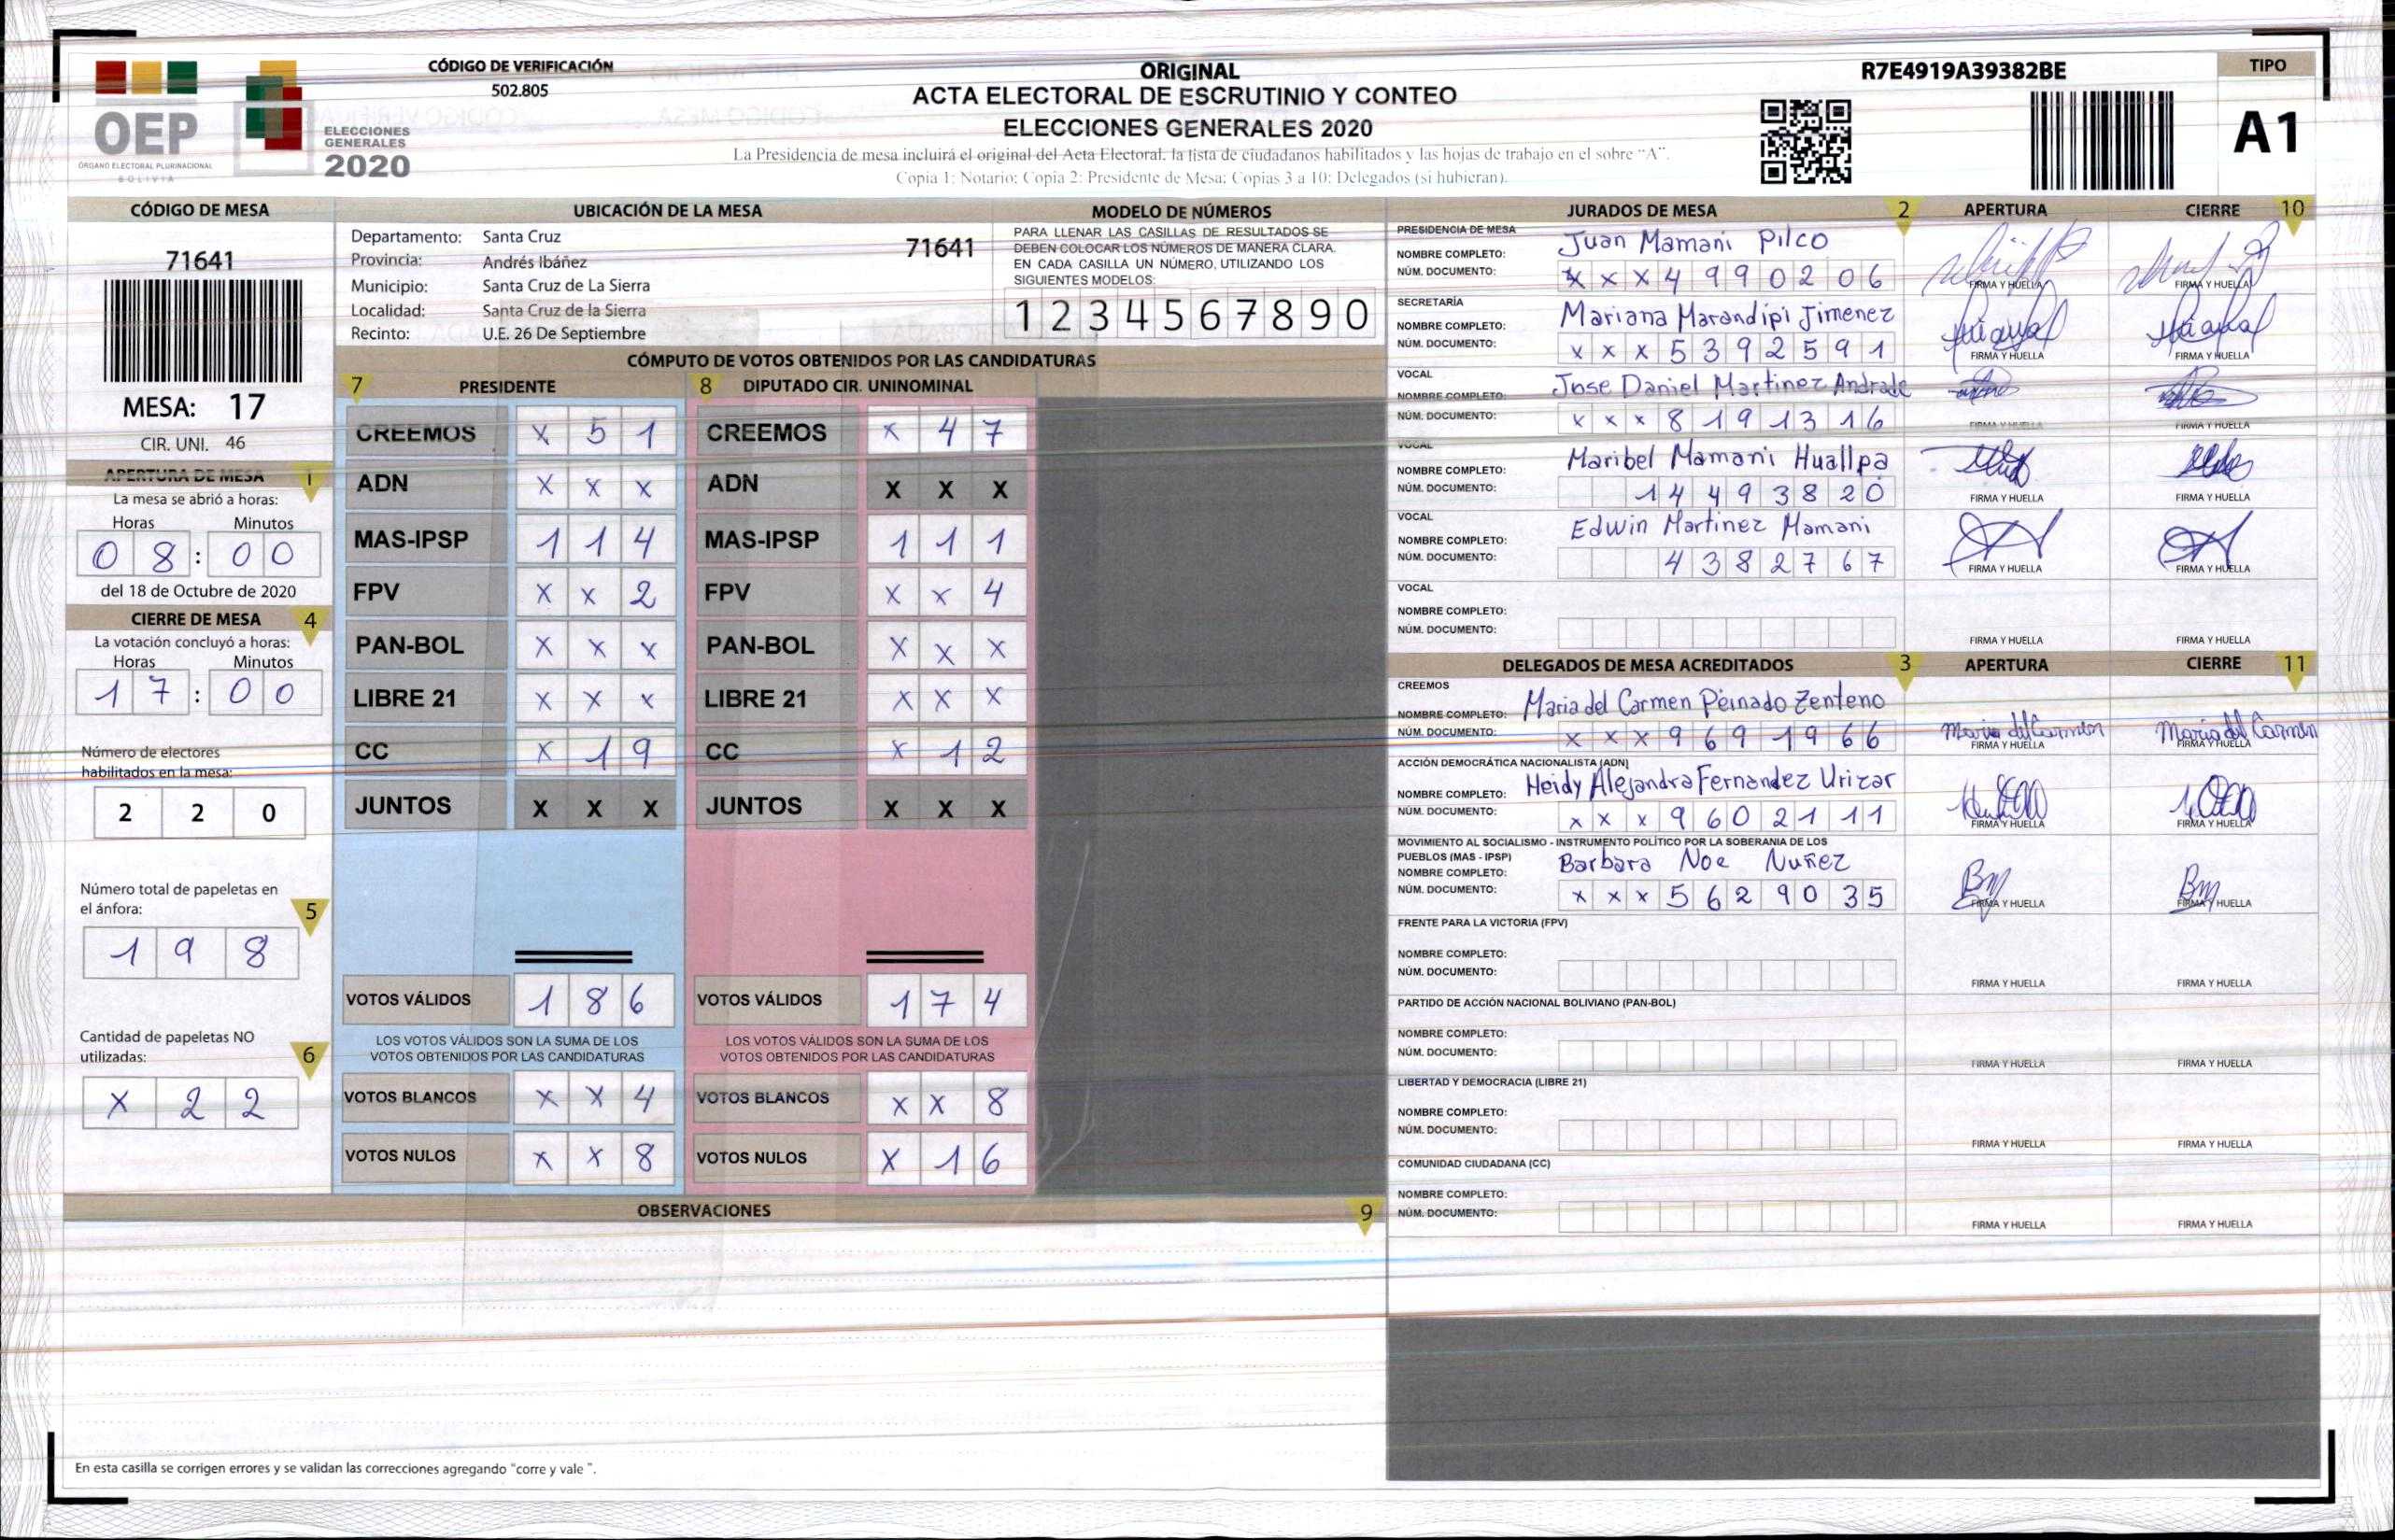 OEP
ÓRGANO ELECTORAL PLURINACIONAL
BOLIVIA
ELECCIONES
GENERALES
2020
CÓDIGO DE VERIFICACIÓN
502.805
ORIGINAL
ACTA ELECTORAL DE ESCRUTINIO Y CONTEO
ELECCIONES GENERALES 2020
La Presidencia de mesa incluirá el original del Acta Electoral, la lista de ciudadanos habilitados y las hojas de trabajo en el sobre "A".
Copia 1: Notario; Copia 2: Presidente de Mesa; Copias 3 a 10: Delegados (si hubieran).
R7E4919A39382BE
TIPO
A1
CÓDIGO DE MESA
71641
MESA: 17
CIR. UNI. 46
APERTURA DE MESA 1
La mesa se abrió a horas:
Horas Minutos
0 8 : 0 0
del 18 de Octubre de 2020
CIERRE DE MESA 4
La votación concluyó a horas:
Horas Minutos
1 7 : 0 0
Número de electores
habilitados en la mesa:
2 2 0
Número total de papeletas en
el ánfora: 5
1 9 8
Cantidad de papeletas NO
utilizadas: 6
X 2 2
UBICACIÓN DE LA MESA
Departamento: Santa Cruz
71641
Provincia: Andrés Ibáñez
Municipio: Santa Cruz de La Sierra
Localidad: Santa Cruz de la Sierra
Recinto: U.E. 26 De Septiembre
MODELO DE NÚMEROS
PARA LLENAR LAS CASILLAS DE RESULTADOS SE
DEBEN COLOCAR LOS NÚMEROS DE MANERA CLARA.
EN CADA CASILLA UN NÚMERO, UTILIZANDO LOS
SIGUIENTES MODELOS:
1 2 3 4 5 6 7 8 9 0
CÓMPUTO DE VOTOS OBTENIDOS POR LAS CANDIDATURAS
7 PRESIDENTE 8 DIPUTADO CIR. UNINOMINAL
CREEMOS X 5 1 CREEMOS X 4 7
ADN X X X ADN X X X
MAS-IPSP 1 1 4 MAS-IPSP 1 1 1
FPV X X 2 FPV X X 4
PAN-BOL X X X PAN-BOL X X X
LIBRE 21 X X X LIBRE 21 X X X
CC X 1 9 CC X 1 2
JUNTOS X X X JUNTOS X X X
VOTOS VÁLIDOS 1 8 6 VOTOS VÁLIDOS 1 7 4
LOS VOTOS VÁLIDOS SON LA SUMA DE LOS LOS VOTOS VÁLIDOS SON LA SUMA DE LOS
VOTOS OBTENIDOS POR LAS CANDIDATURAS VOTOS OBTENIDOS POR LAS CANDIDATURAS
VOTOS BLANCOS X X 4 VOTOS BLANCOS X X 8
VOTOS NULOS X X 8 VOTOS NULOS X 1 6
OBSERVACIONES 9
En esta casilla se corrigen errores y se validan las correcciones agregando "corre y vale ".
JURADOS DE MESA 2 APERTURA CIERRE 10
PRESIDENCIA DE MESA
NOMBRE COMPLETO: Juan Mamani Pilco
NÚM. DOCUMENTO: X X X 4 9 9 0 2 0 6
FIRMA Y HUELLA FIRMA Y HUELLA
SECRETARÍA
NOMBRE COMPLETO: Mariana Marandipi Jimenez
NÚM. DOCUMENTO: X X X 5 3 9 2 5 9 1
FIRMA Y HUELLA FIRMA Y HUELLA
VOCAL
NOMBRE COMPLETO: Jose Daniel Martinez Andrade
NÚM. DOCUMENTO: X X X 8 1 9 1 3 1 6
FIRMA Y HUELLA FIRMA Y HUELLA
VOCAL
NOMBRE COMPLETO: Maribel Mamani Huallpa
NÚM. DOCUMENTO: 1 4 4 9 3 8 2 0
FIRMA Y HUELLA FIRMA Y HUELLA
VOCAL
NOMBRE COMPLETO: Edwin Martinez Mamani
NÚM. DOCUMENTO: 4 3 8 2 7 6 7
FIRMA Y HUELLA FIRMA Y HUELLA
VOCAL
NOMBRE COMPLETO:
NÚM. DOCUMENTO:
FIRMA Y HUELLA FIRMA Y HUELLA
DELEGADOS DE MESA ACREDITADOS 3 APERTURA CIERRE 11
CREEMOS
NOMBRE COMPLETO: Maria del Carmen Peinado Zenteno
NÚM. DOCUMENTO: X X X 9 6 9 1 9 6 6
Maria del Carmen Maria del Carmen
FIRMA Y HUELLA FIRMA Y HUELLA
ACCIÓN DEMOCRÁTICA NACIONALISTA (ADN)
NOMBRE COMPLETO: Heidy Alejandra Fernandez Urizar
NÚM. DOCUMENTO: X X X 9 6 0 2 1 1 1
FIRMA Y HUELLA FIRMA Y HUELLA
MOVIMIENTO AL SOCIALISMO - INSTRUMENTO POLÍTICO POR LA SOBERANIA DE LOS
PUEBLOS (MAS - IPSP)
NOMBRE COMPLETO: Barbara Noe Nuñez
NÚM. DOCUMENTO: X X X 5 6 2 9 0 3 5
FIRMA Y HUELLA FIRMA Y HUELLA
FRENTE PARA LA VICTORIA (FPV)
NOMBRE COMPLETO:
NÚM. DOCUMENTO:
FIRMA Y HUELLA FIRMA Y HUELLA
PARTIDO DE ACCIÓN NACIONAL BOLIVIANO (PAN-BOL)
NOMBRE COMPLETO:
NÚM. DOCUMENTO:
FIRMA Y HUELLA FIRMA Y HUELLA
LIBERTAD Y DEMOCRACIA (LIBRE 21)
NOMBRE COMPLETO:
NÚM. DOCUMENTO:
FIRMA Y HUELLA FIRMA Y HUELLA
COMUNIDAD CIUDADANA (CC)
NOMBRE COMPLETO:
NÚM. DOCUMENTO:
FIRMA Y HUELLA FIRMA Y HUELLA